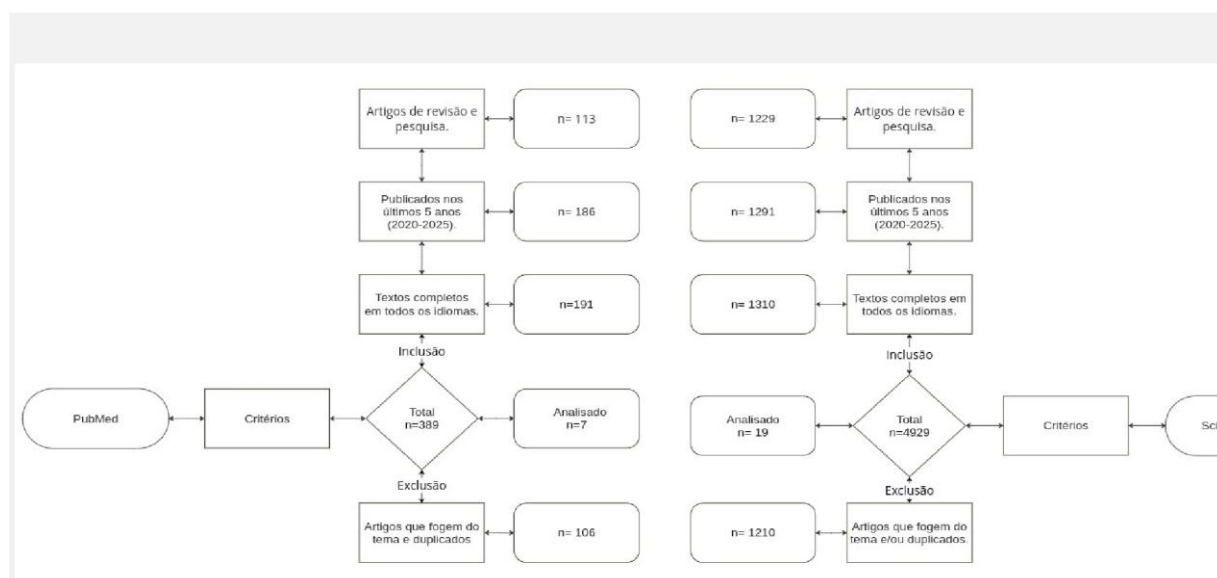 Artigos de revisão e
pesquisa.
n= 113
n= 1229
Artigos de revisão e
pesquisa.
Publicados nos
últimos 5 anos
(2020-2025).
n= 186
n= 1291
Publicados nos
últimos 5 anos
(2020-2025).
Textos completos
em todos os idiomas.
n=191
n= 1310
Textos completos em
todos os idiomas.
Inclusão
Inclusão
PubMed
Critérios
Total
n=389
Analisado
n=7
Analisado
n= 19
Total
n=4929
Critérios
Sci
Exclusão
Exclusão
Artigos que fogem do
tema e duplicados
n= 106
n= 1210
Artigos que fogem do
tema e/ou duplicados.